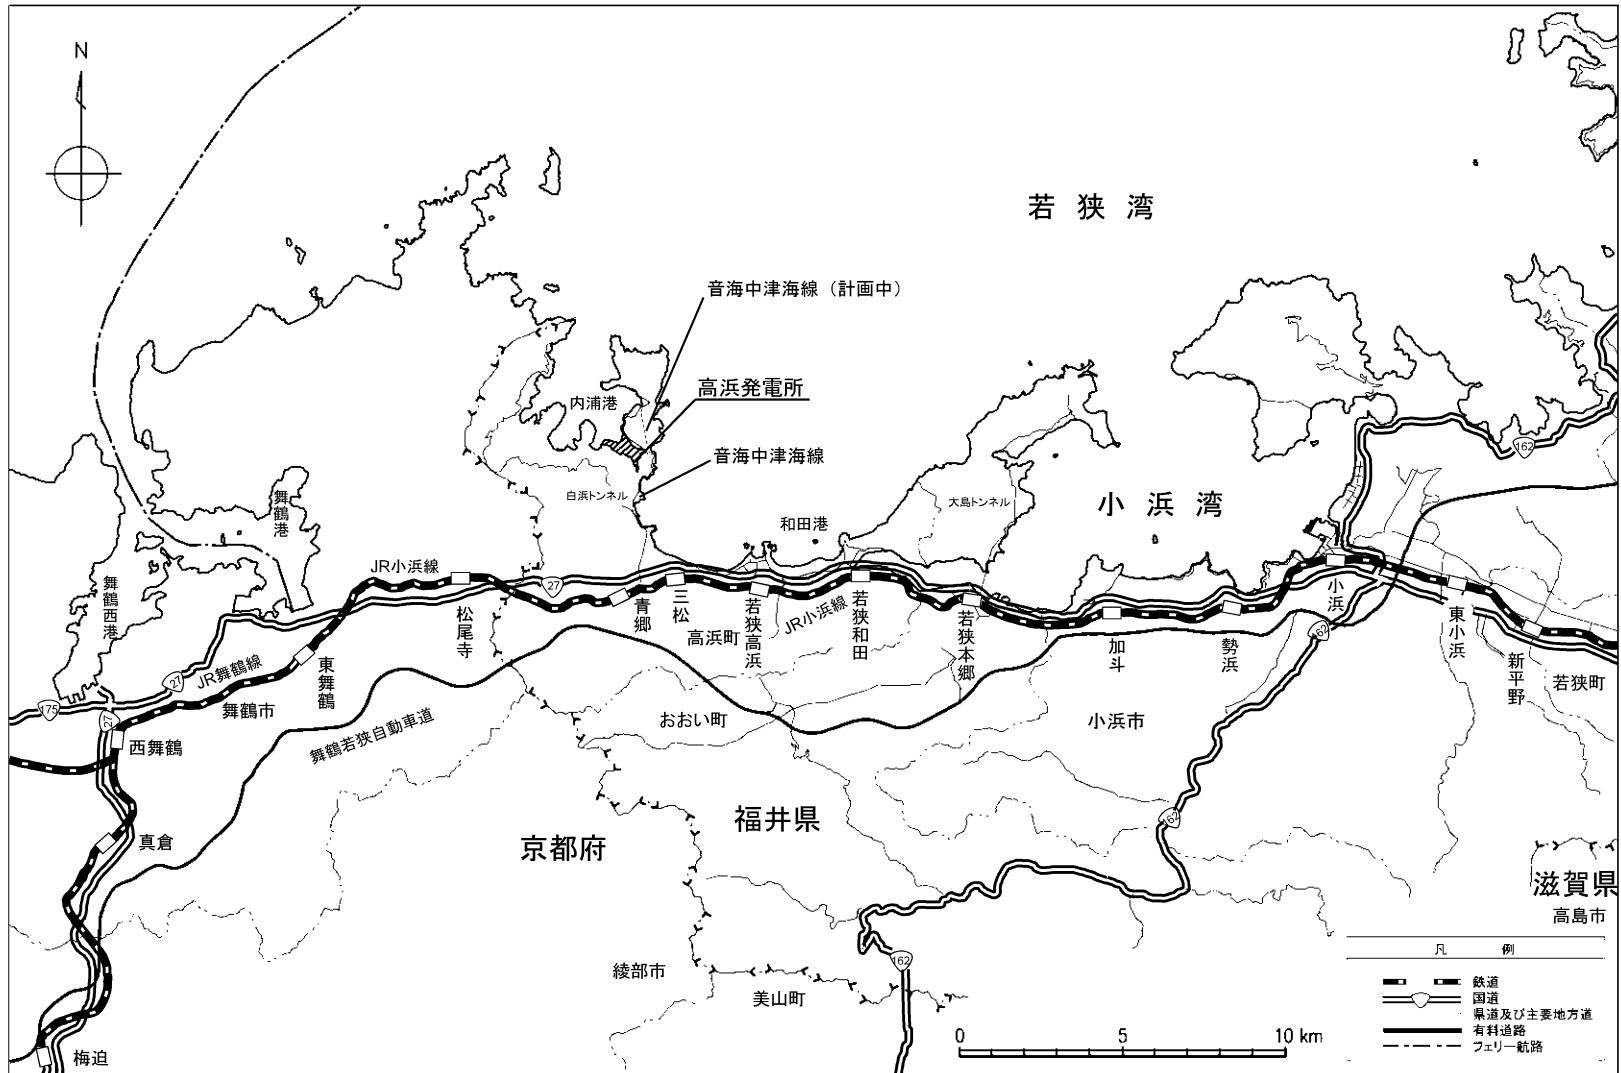 N
若狭湾
音海中津海線（計画中）
高浜発電所
内浦港
音海中津海線
白浜トンネル
大島トンネル
小浜湾
和田港
162
舞鶴港
舞鶴西港
JR小浜線
27
松尾寺
青郷
三松
高浜町
若狭高浜
JR小浜線
若狭和田
若狭本郷
加斗
勢浜
小浜
162
東小浜
新平野
若狭町
東舞鶴
JR舞鶴線
27
175
27
舞鶴市
西舞鶴
舞鶴若狭自動車道
おおい町
小浜市
福井県
京都府
162
真倉
滋賀県
高島市
綾部市
美山町
162
梅迫
0 5 10 km
凡例
鉄道
国道
県道及び主要地方道
有料道路
フェリー航路